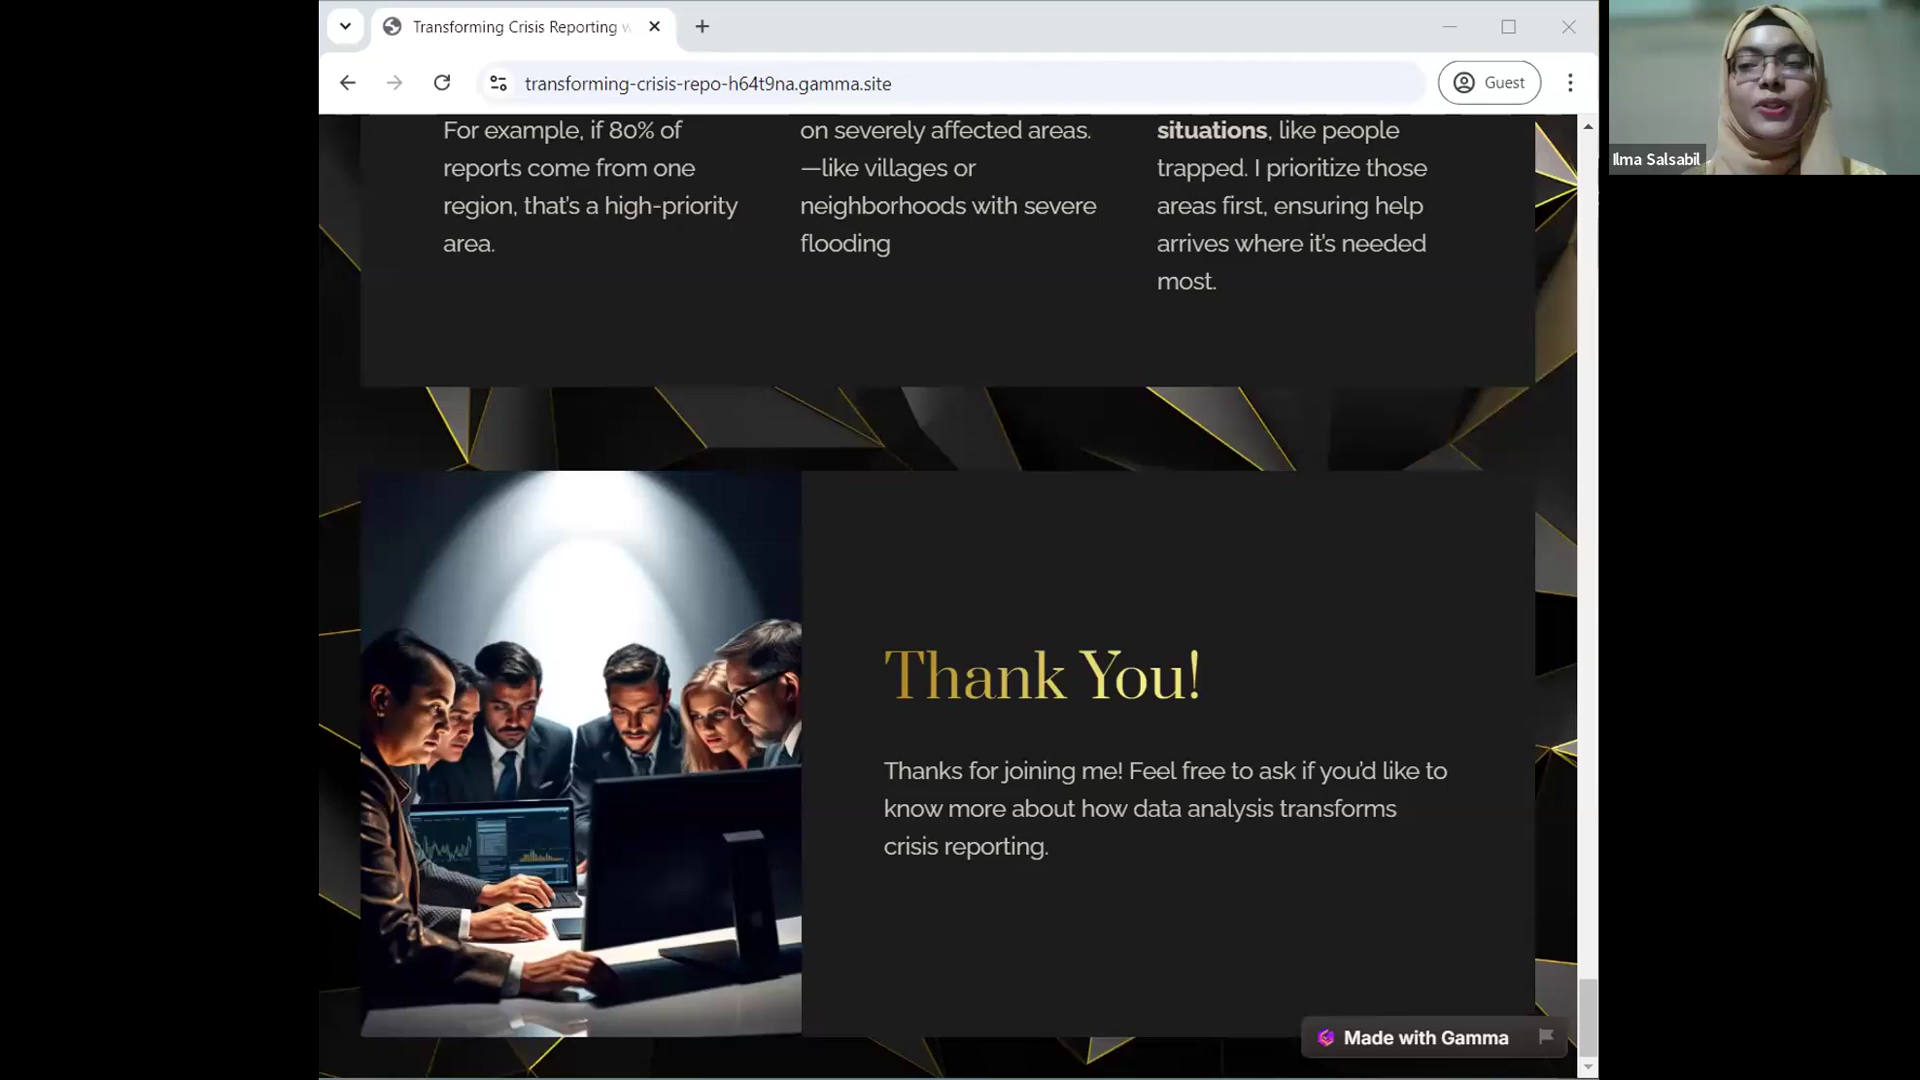 Transforming Crisis Reporting w
transforming-crisis-repo-h64t9na.gamma.site
Guest
For example, if 80% of
reports come from one
region, that's a high-priority
area.
on severely affected areas.
—like villages or
neighborhoods with severe
flooding
situations, like people
trapped. I prioritize those
areas first, ensuring help
arrives where it's needed
most.
Thank You!
Thanks for joining me! Feel free to ask if you'd like to
know more about how data analysis transforms
crisis reporting.
Made with Gamma
Ilma Salsabil